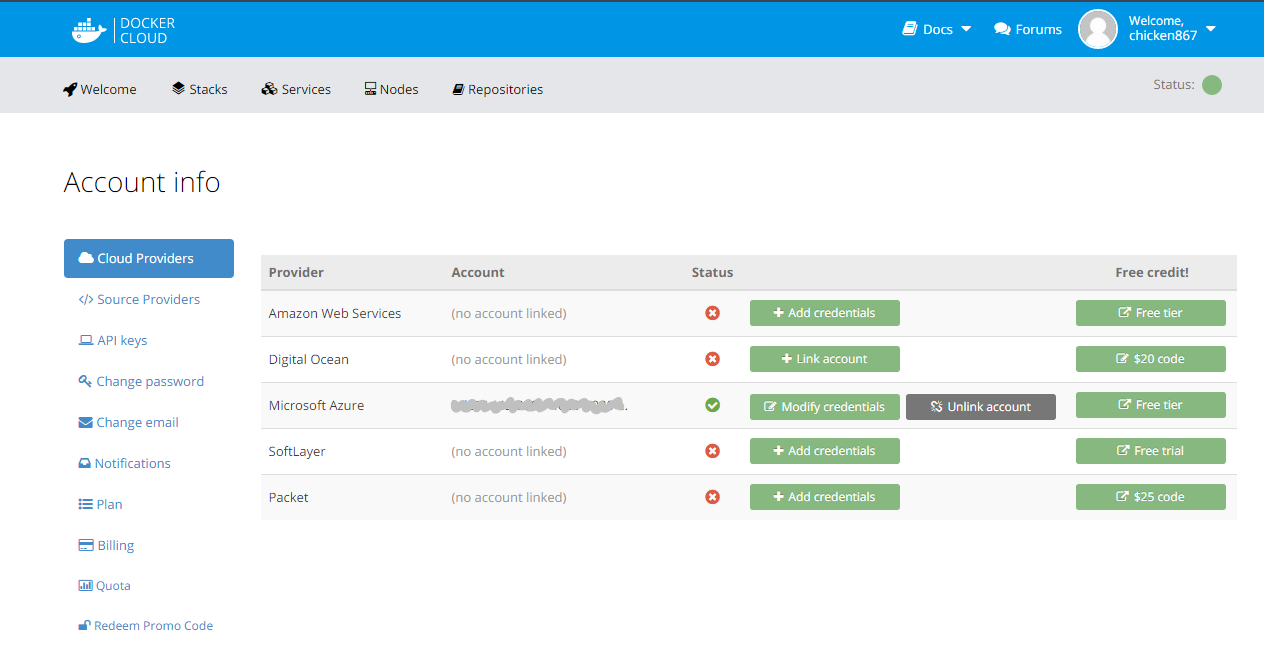 DOCKER
CLOUD
Docs
Forums
Welcome,
chicken867
Welcome
Stacks
Services
Nodes
Repositories
Status:
Account info
Cloud Providers
Source Providers
API keys
Change password
Change email
Notifications
Plan
Billing
Quota
Redeem Promo Code
Provider Account Status Free credit!
Amazon Web Services (no account linked) Add credentials Free tier
Digital Ocean (no account linked) Link account $20 code
Microsoft Azure Modify credentials Unlink account Free tier
SoftLayer (no account linked) Add credentials Free trial
Packet (no account linked) Add credentials $25 code